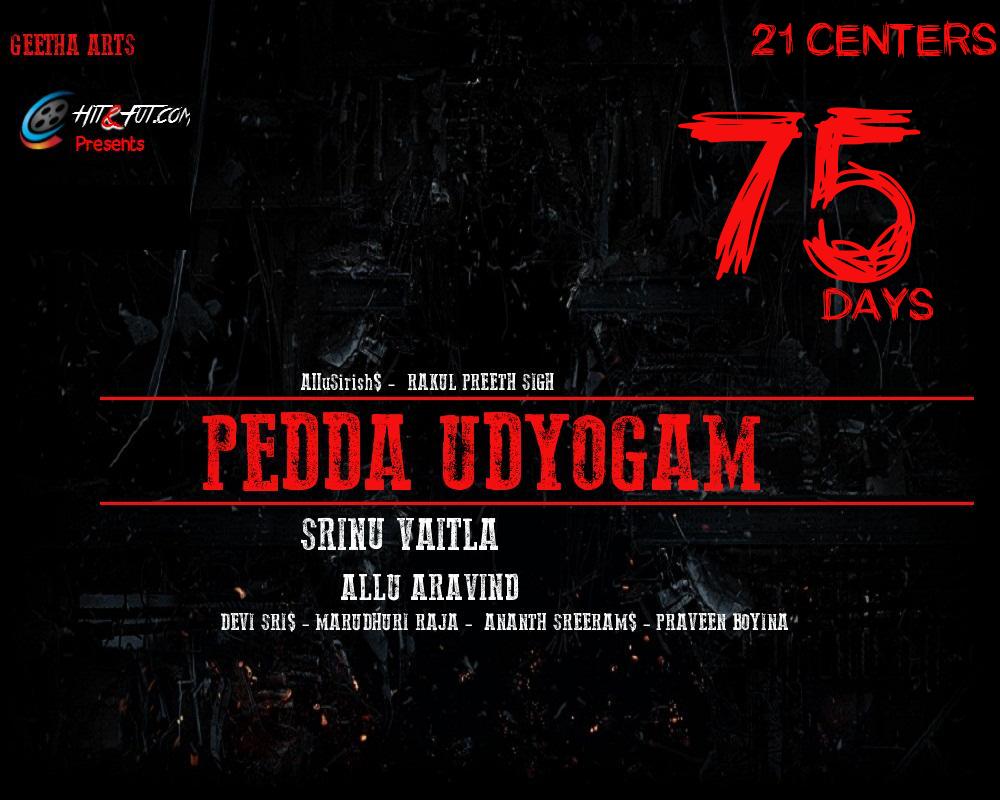 GEETHA ARTS
21 CENTERS
HIT&FUT.COM
Presents
75
DAYS
AlluSirish$ - RAKUL PREETH SIGH
PEDDA UDYOGAM
SRINU VAITLA
ALLU ARAVIND
DEVI SRI$ - MARUDHURI RAJA - ANANTH SREERAM$ - PRAVEEN BOYINA